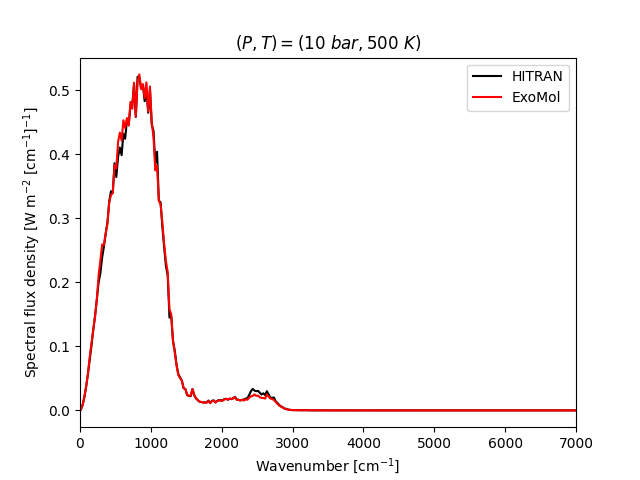 (P, T) = (10 bar, 500 K)
HITRAN
ExoMol
Spectral flux density [W m⁻² [cm⁻¹]⁻¹]
0.5
0.4
0.3
0.2
0.1
0.0
0 1000 2000 3000 4000 5000 6000 7000
Wavenumber [cm⁻¹]